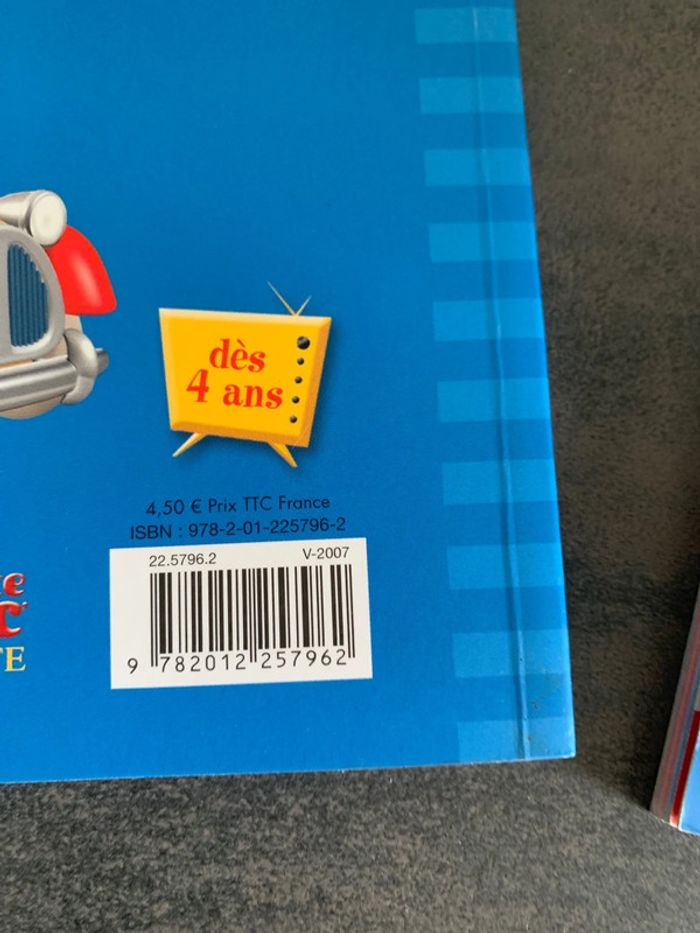 dès
4 ans
4,50 € Prix TTC France
ISBN : 978-2-01-225796-2
22.5796.2 V-2007
9 782012 257962
TE